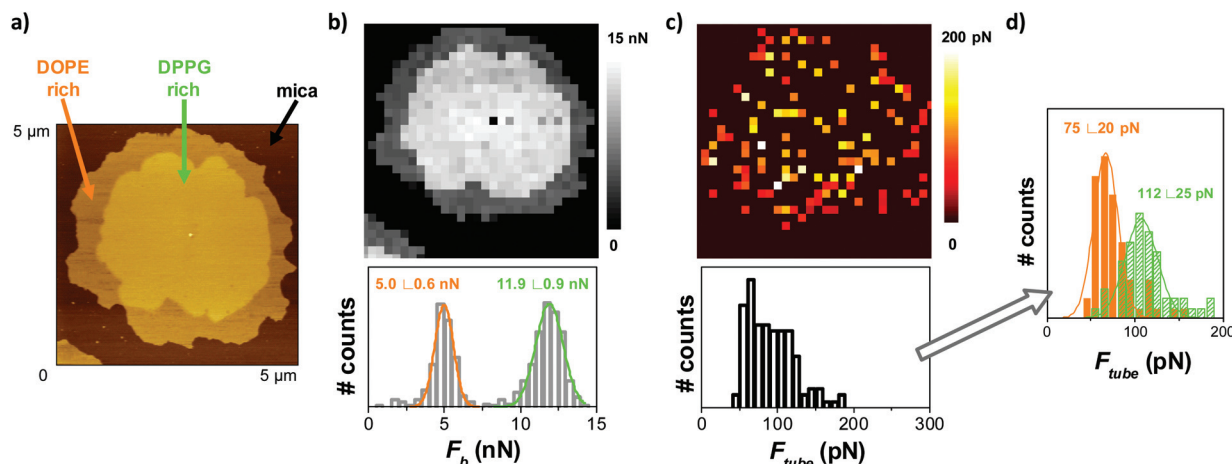 a)
DOPE
rich
DPPG
rich
mica
5 µm
0
5 µm
b)
15 nN
0
5.0 ∟0.6 nN
11.9 ∟0.9 nN
# counts
0
5
10
15
F_b (nN)
c)
200 pN
0
# counts
0
100
200
300
F_tube (pN)
d)
75 ∟20 pN
112 ∟25 pN
# counts
0
100
200
F_tube (pN)